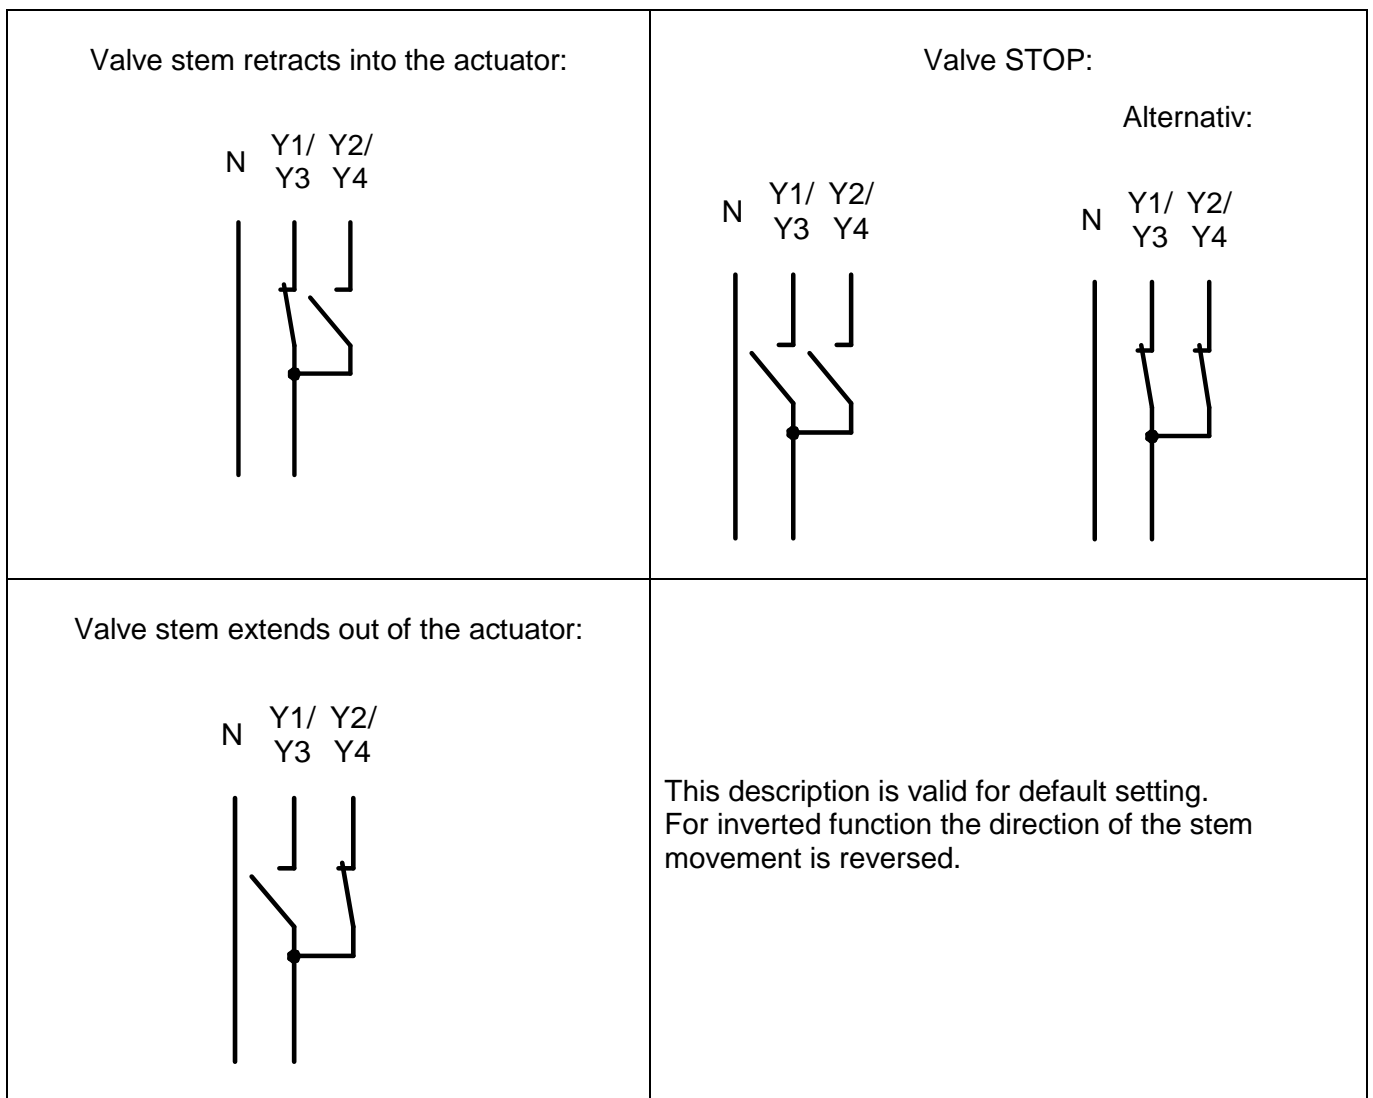 Valve stem retracts into the actuator:
N Y1/ Y2/
Y3 Y4
Valve STOP:
Alternativ:
N Y1/ Y2/
Y3 Y4
N Y1/ Y2/
Y3 Y4
Valve stem extends out of the actuator:
N Y1/ Y2/
Y3 Y4
This description is valid for default setting.
For inverted function the direction of the stem
movement is reversed.